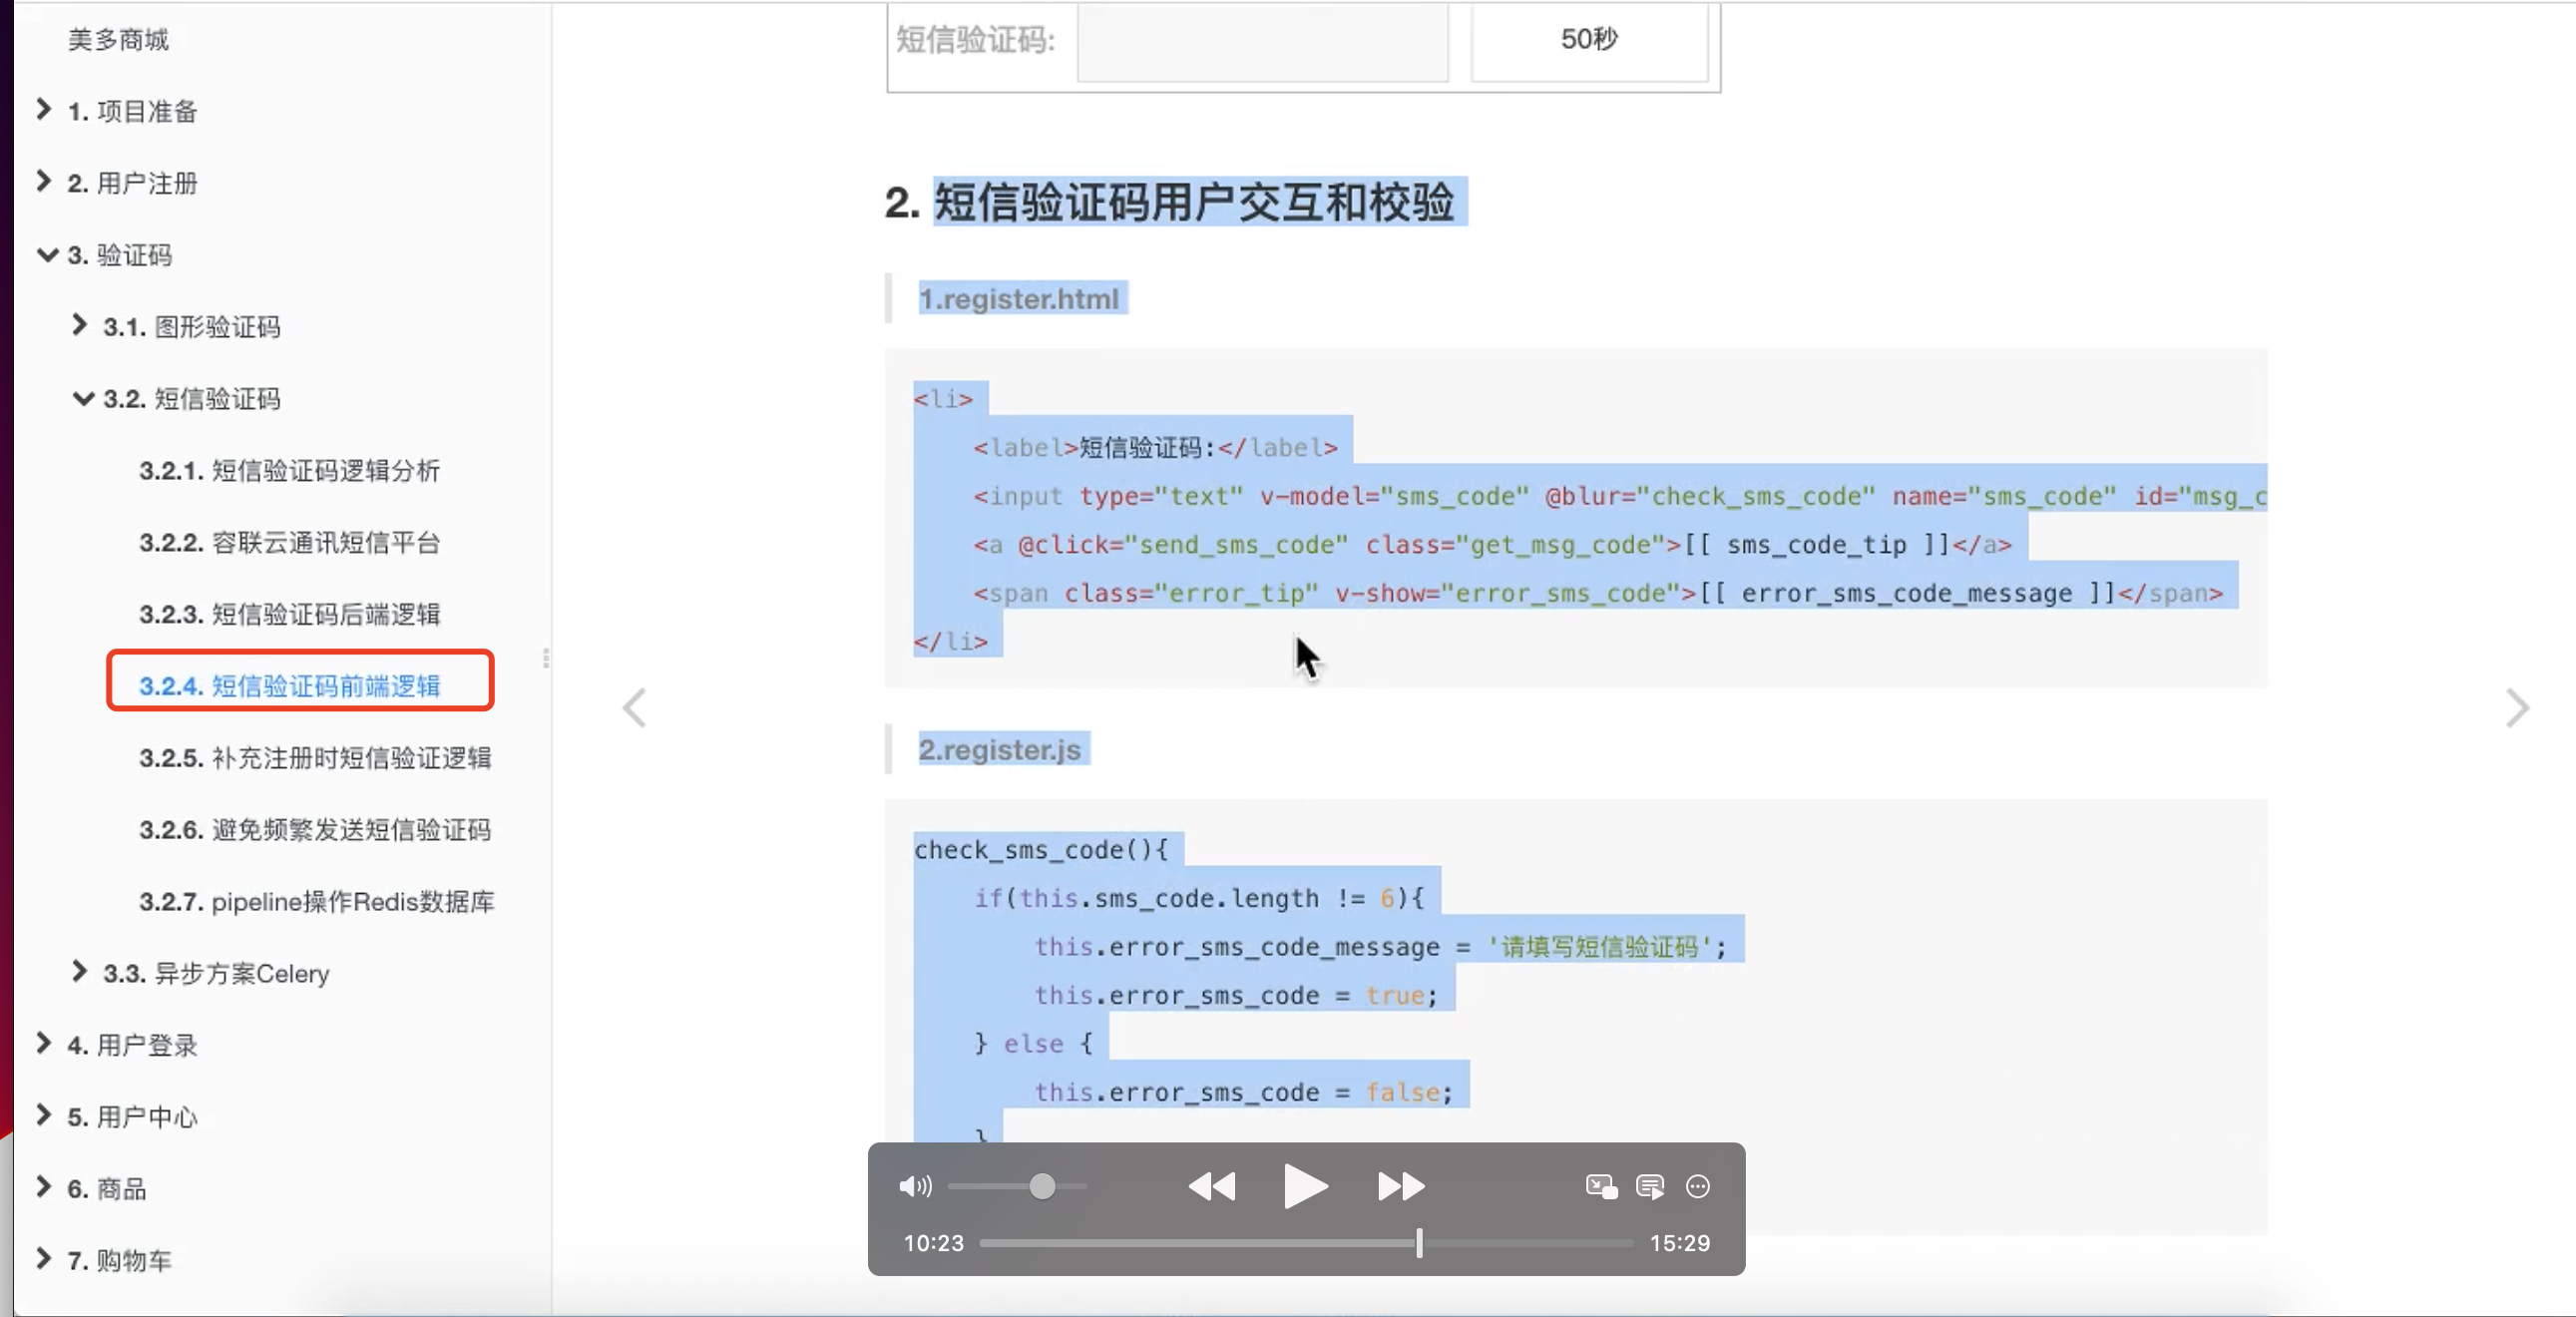 美多商城
1. 项目准备
2. 用户注册
3. 验证码
3.1. 图形验证码
3.2. 短信验证码
3.2.1. 短信验证码逻辑分析
3.2.2. 容联云通讯短信平台
3.2.3. 短信验证码后端逻辑
3.2.4. 短信验证码前端逻辑
3.2.5. 补充注册时短信验证逻辑
3.2.6. 避免频繁发送短信验证码
3.2.7. pipeline操作Redis数据库
3.3. 异步方案Celery
4. 用户登录
5. 用户中心
6. 商品
7. 购物车
短信验证码: 50秒
2. 短信验证码用户交互和校验
1.register.html
<li>
<label>短信验证码:</label>
<input type="text" v-model="sms_code" @blur="check_sms_code" name="sms_code" id="msg_c
<a @click="send_sms_code" class="get_msg_code">[[ sms_code_tip ]]</a>
<span class="error_tip" v-show="error_sms_code">[[ error_sms_code_message ]]</span>
</li>
2.register.js
check_sms_code(){
if(this.sms_code.length != 6){
this.error_sms_code_message = '请填写短信验证码';
this.error_sms_code = true;
} else {
this.error_sms_code = false;
}
10:23 15:29